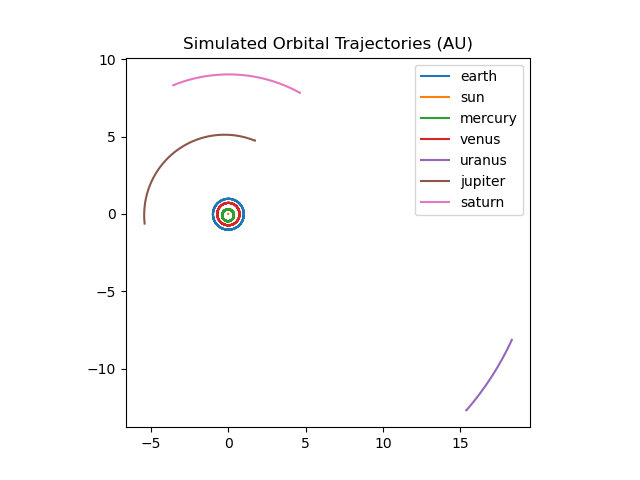 Simulated Orbital Trajectories (AU)
10
5
0
−5
−10
−5
0
5
10
15
earth
sun
mercury
venus
uranus
jupiter
saturn